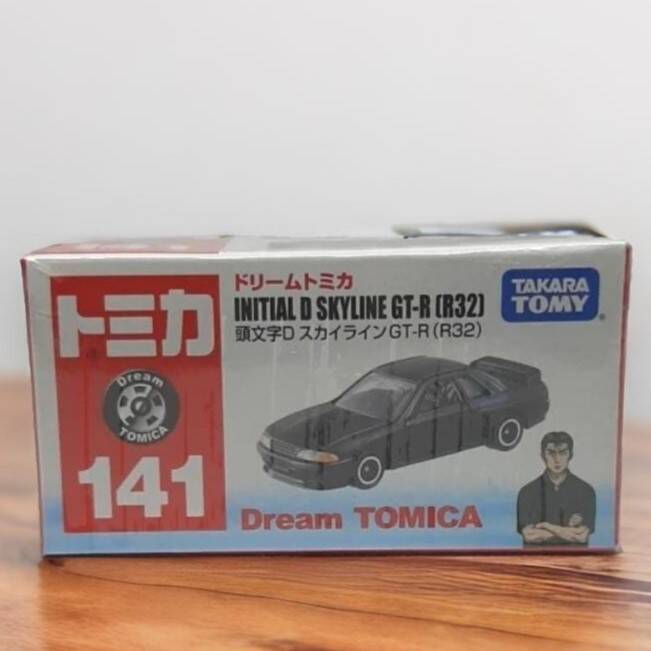 トミカ
Dream
TOMICA
141
ドリームトミカ
INITIAL D SKYLINE GT-R (R32)
頭文字D スカイラインGT-R (R32)
TAKARA
TOMY
Dream TOMICA